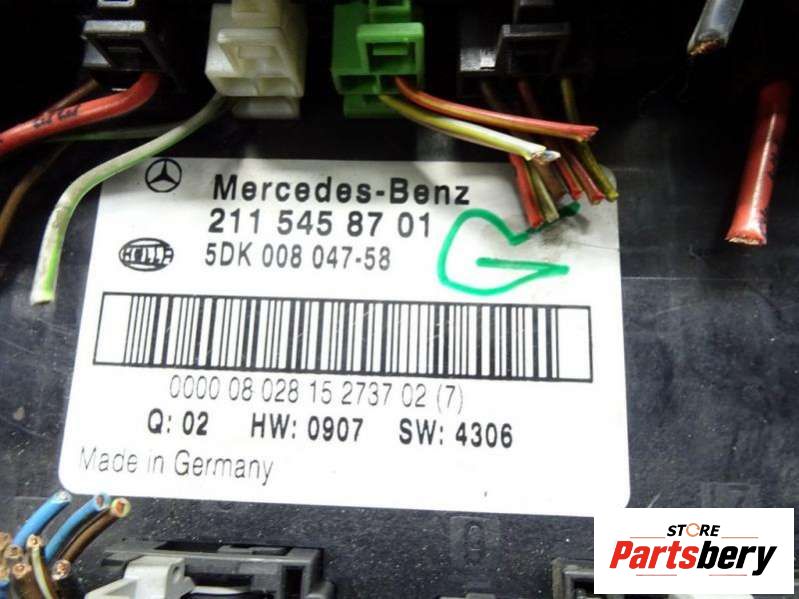 Mercedes-Benz
211 545 87 01
HELLA
5DK 008 047-58
G
0000 08 028 15 2737 02 (7)
Q: 02 HW: 0907 SW: 4306
Made in Germany
STORE
Partsbery